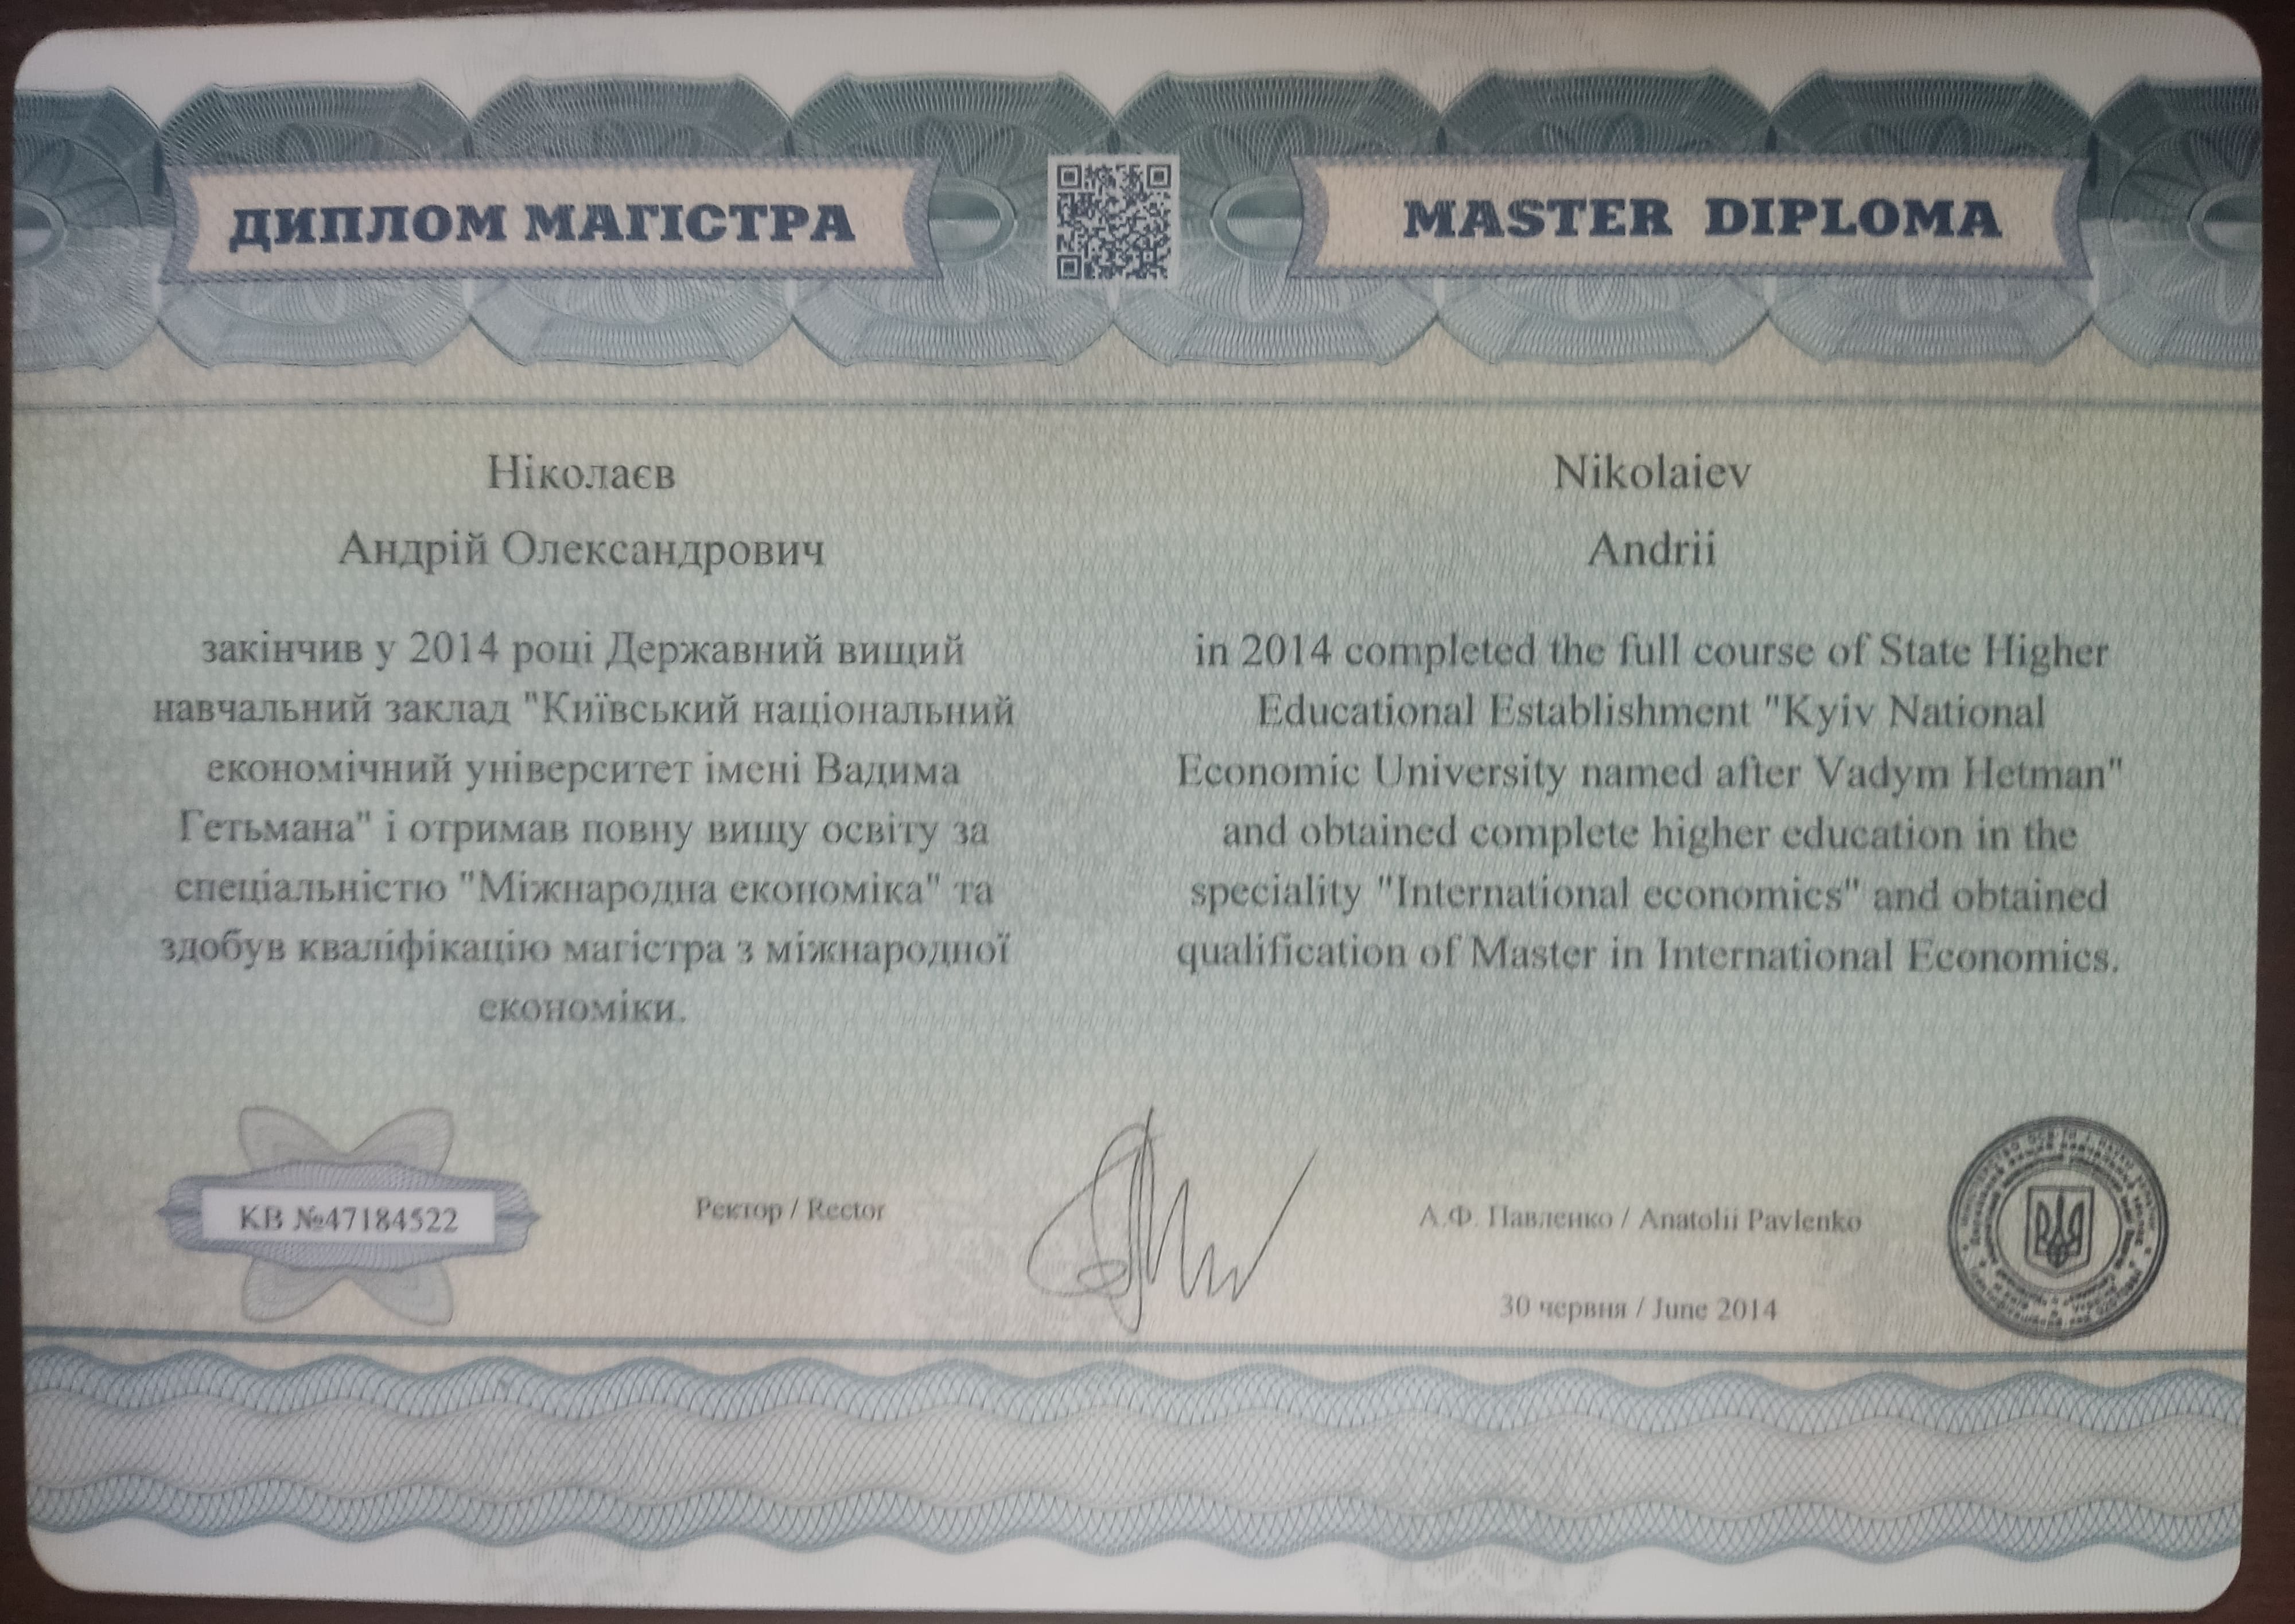 ДИПЛОМ МАГІСТРА
MASTER DIPLOMA
Ніколаєв
Андрій Олександрович
закінчив у 2014 році Державний вищий
навчальний заклад "Київський національний
економічний університет імені Вадима
Гетьмана" і отримав повну вищу освіту за
спеціальністю "Міжнародна економіка" та
здобув кваліфікацію магістра з міжнародної
економіки.
Nikolaiev
Andrii
in 2014 completed the full course of State Higher
Educational Establishment "Kyiv National
Economic University named after Vadym Hetman"
and obtained complete higher education in the
speciality "International economics" and obtained
qualification of Master in International Economics.
КВ №47184522
Ректор / Rector
А.Ф. Павленко / Anatolii Pavlenko
30 червня / June 2014